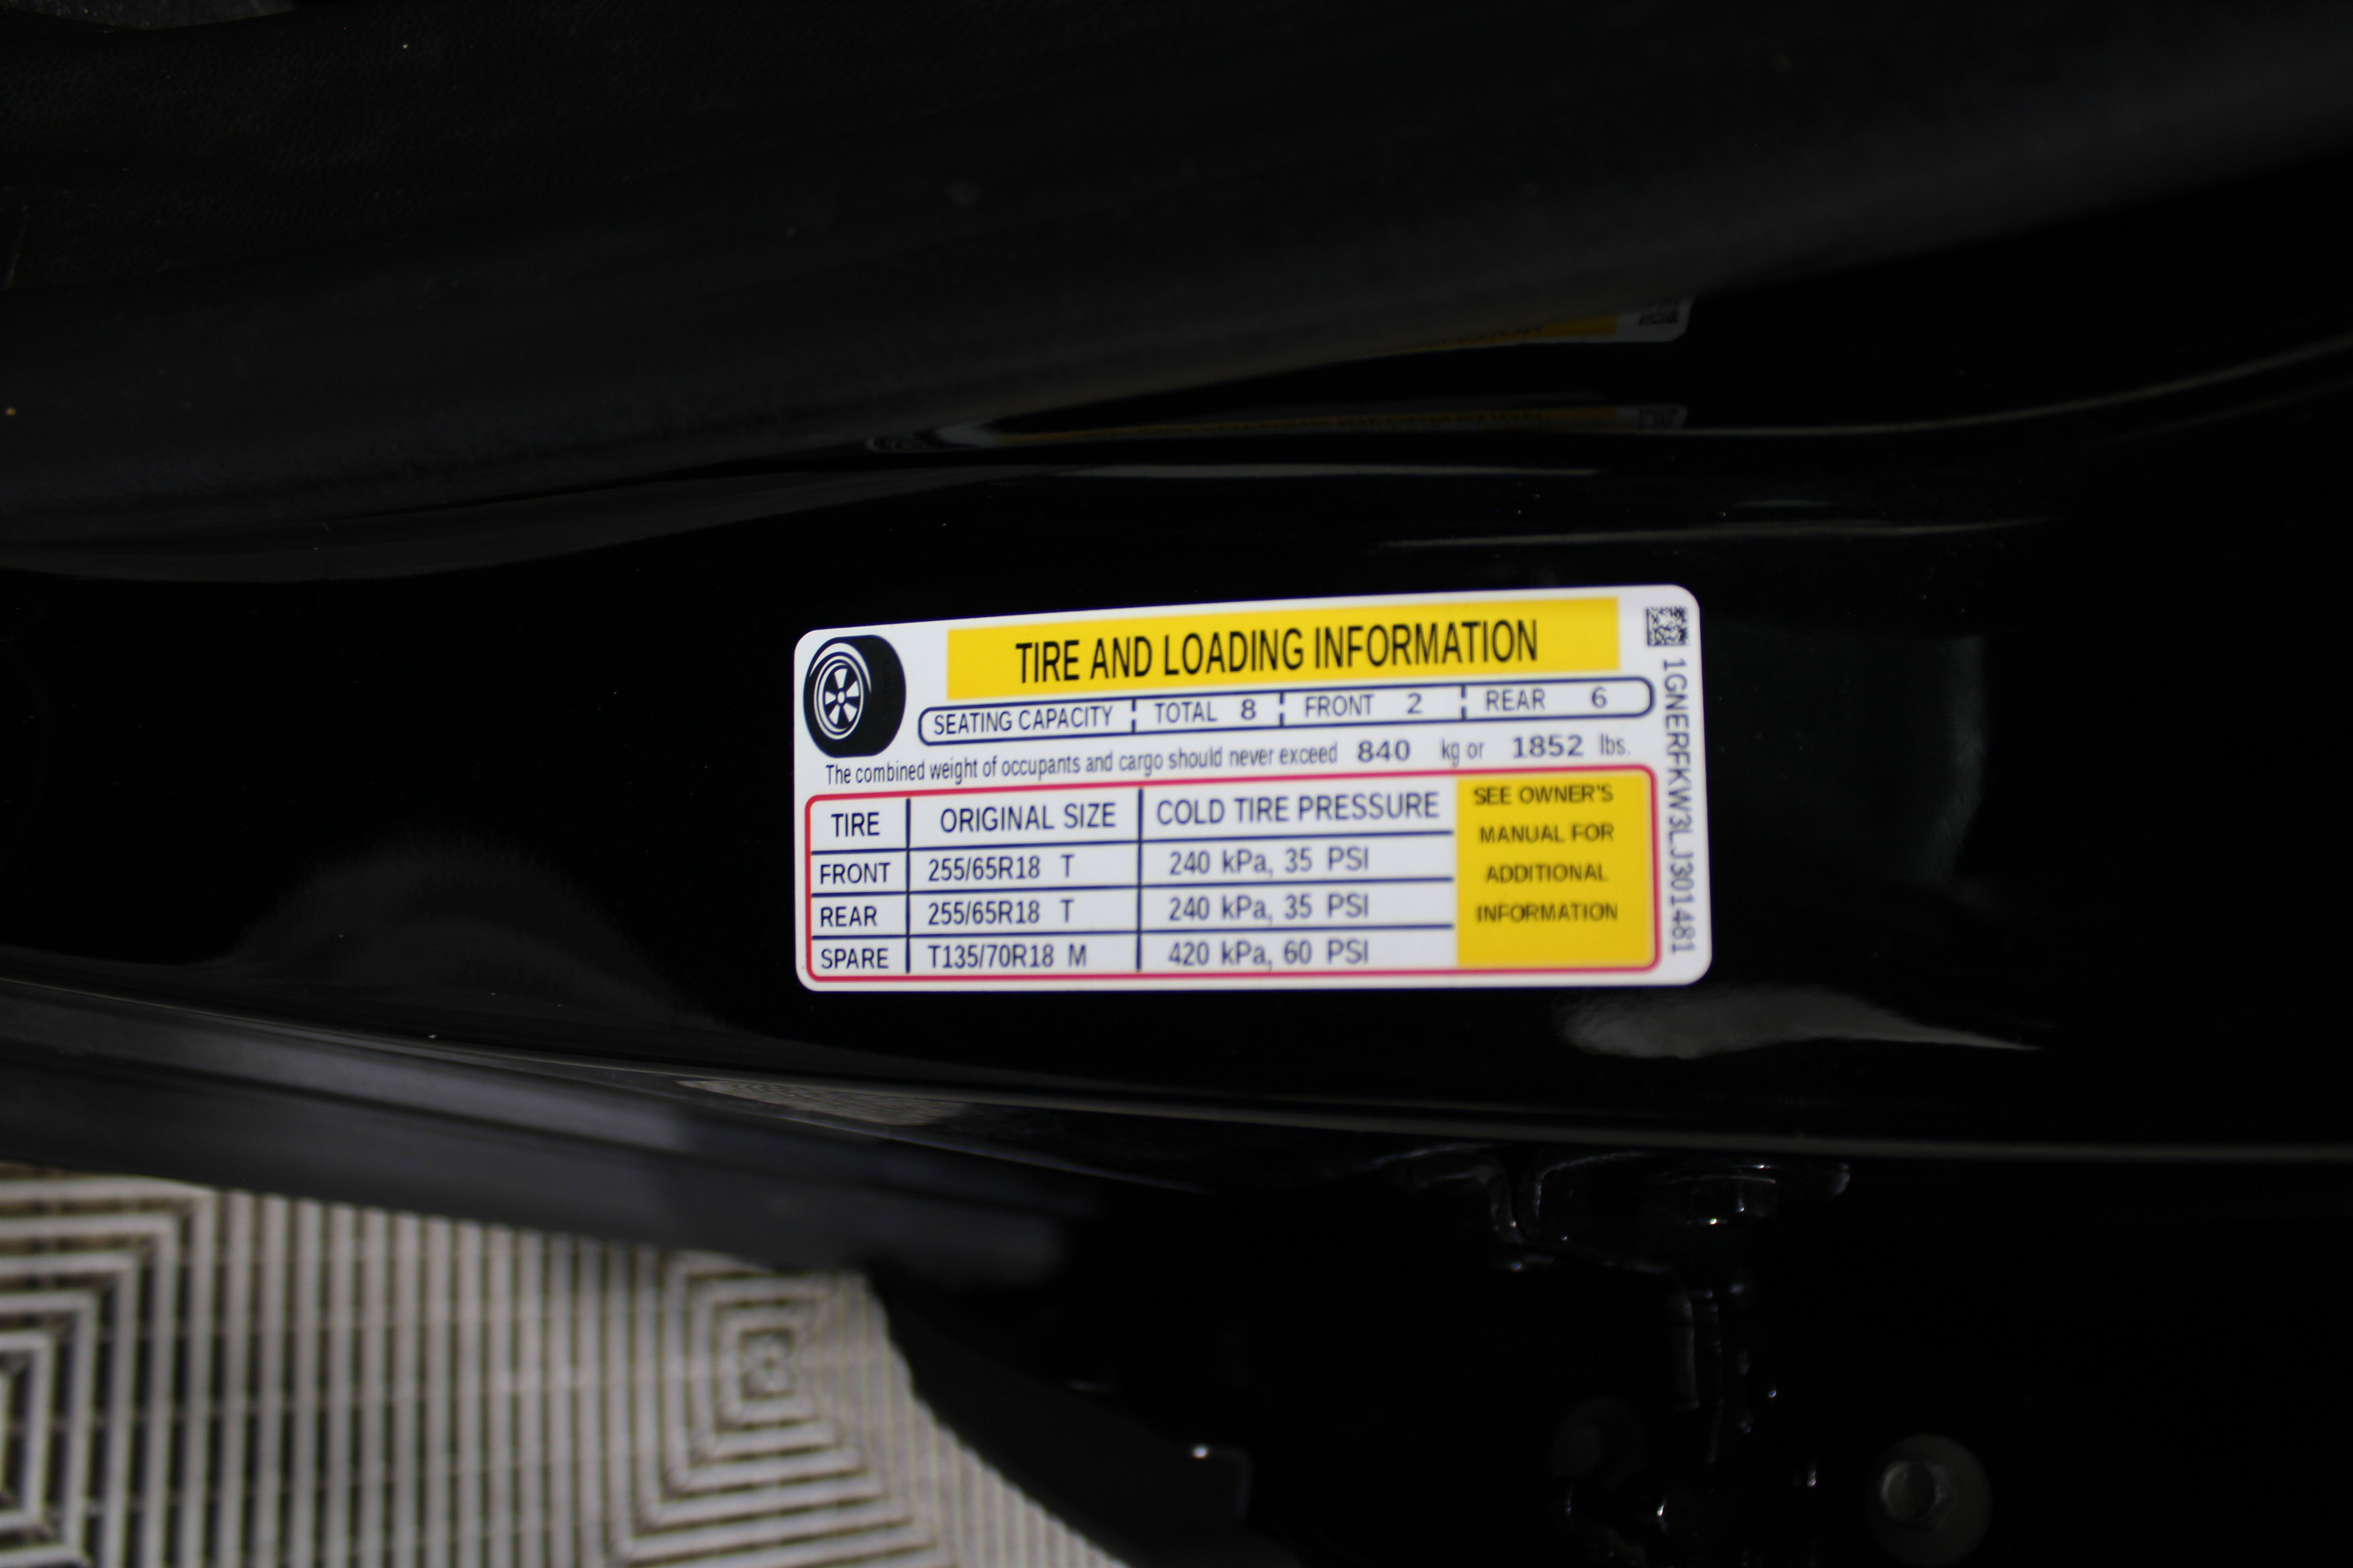 TIRE AND LOADING INFORMATION
SEATING CAPACITY TOTAL 8 FRONT 2 REAR 6
The combined weight of occupants and cargo should never exceed 840 kg or 1852 lbs.
TIRE ORIGINAL SIZE COLD TIRE PRESSURE
FRONT 255/65R18 T 240 kPa, 35 PSI
REAR 255/65R18 T 240 kPa, 35 PSI
SPARE T135/70R18 M 420 kPa, 60 PSI
SEE OWNER'S
MANUAL FOR
ADDITIONAL
INFORMATION
1GNERFKW3LJ301481